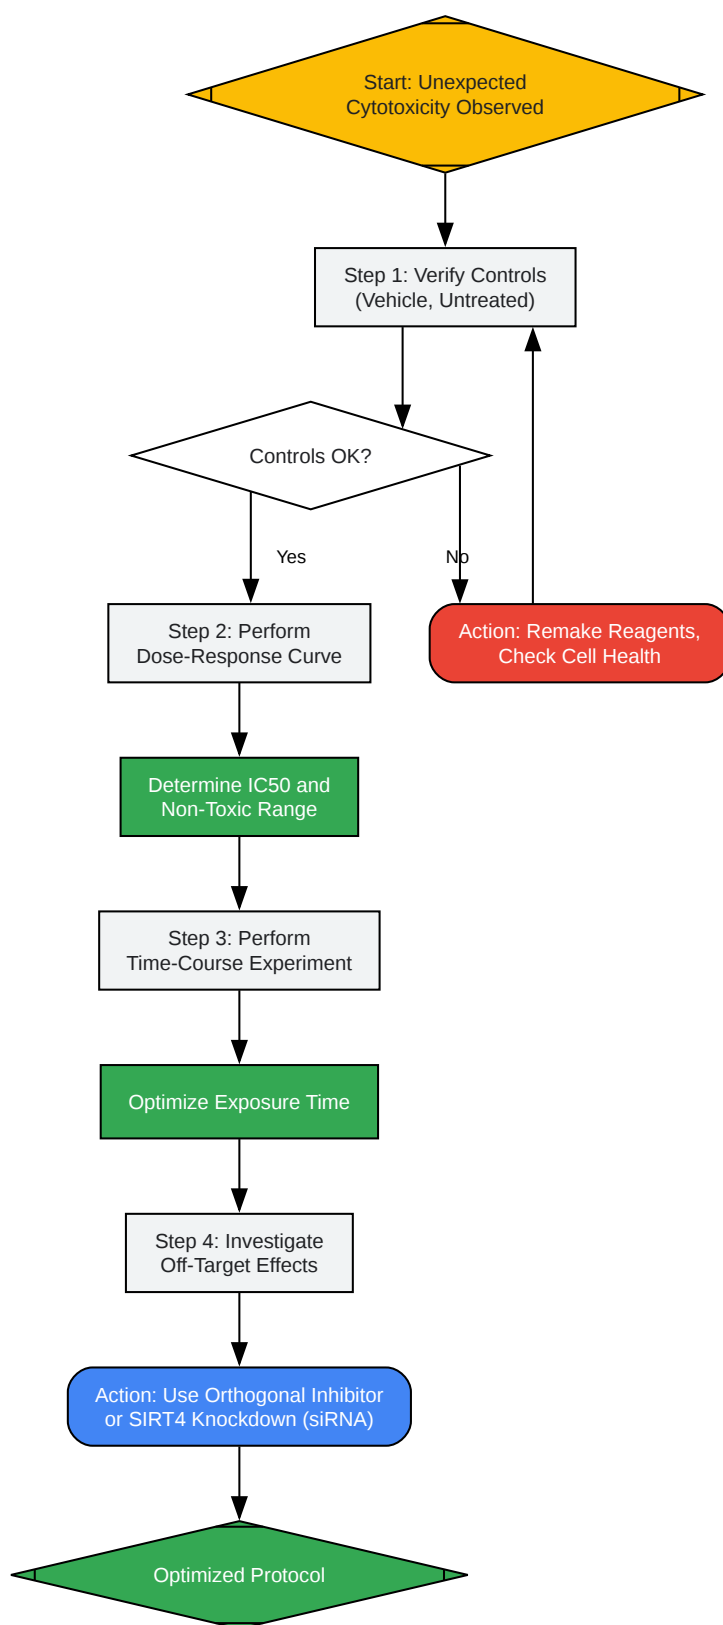 Start: Unexpected
Cytotoxicity Observed
Step 1: Verify Controls
(Vehicle, Untreated)
Controls OK?
Yes
No
Step 2: Perform
Dose-Response Curve
Action: Remake Reagents,
Check Cell Health
Determine IC50 and
Non-Toxic Range
Step 3: Perform
Time-Course Experiment
Optimize Exposure Time
Step 4: Investigate
Off-Target Effects
Action: Use Orthogonal Inhibitor
or SIRT4 Knockdown (siRNA)
Optimized Protocol